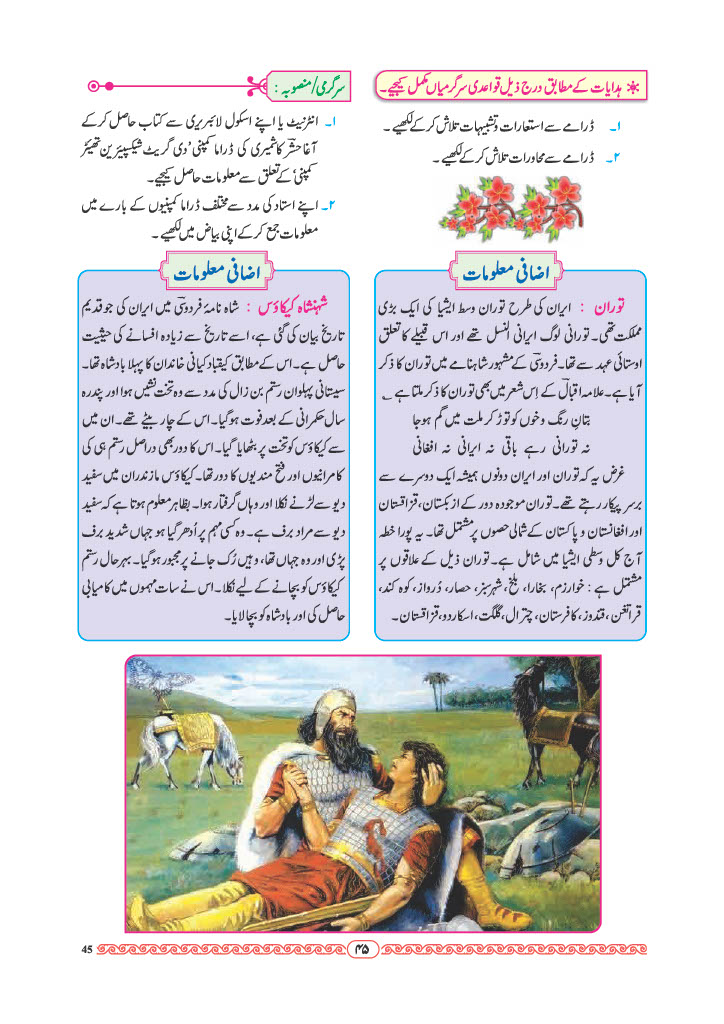 ❊ ہدایات کے مطابق درج ذیل قواعدی سرگرمیاں مکمل کیجیے۔
۱۔ ڈرامے سے استعارات و تشبیہات تلاش کر کے لکھیے ۔
۲۔ ڈرامے سے محاورات تلاش کر کے لکھیے ۔
سرگرمی/منصوبہ :
۱۔ انٹرنیٹ یا اپنے اسکول لائبریری سے کتاب حاصل کر کے
آغا حشرؔ کاشمیری کی ڈراما کمپنی 'دی گریٹ شیکسپیئرین تھیٹر
کمپنی' کے تعلق سے معلومات حاصل کیجیے۔
۲۔ اپنے استاد کی مدد سے مختلف ڈراما کمپنیوں کے بارے میں
معلومات جمع کر کے اپنی بیاض میں لکھیے ۔
اضافی معلومات
توران : ایران کی طرح توران وسط ایشیا کی ایک بڑی
مملکت تھی۔ تورانی لوگ ایرانی النسل تھے اور اس قبیلے کا تعلق
اوستائی عہد سے تھا۔ فردوسیؔ کے مشہور شاہنامے میں توران کا ذکر
آیا ہے۔ علامہ اقبالؔ کے اِس شعر میں بھی توران کا ذکر ملتا ہے ؎
بتانِ رنگ و خوں کو توڑ کر ملت میں گم ہو جا
نہ تورانی رہے باقی نہ ایرانی نہ افغانی
غرض یہ کہ توران اور ایران دونوں ہمیشہ ایک دوسرے سے
برسرِ پیکار رہتے تھے۔ توران موجودہ دور کے ازبکستان، قزاقستان
اور افغانستان و پاکستان کے شمالی حصوں پر مشتمل تھا۔ یہ پورا خطہ
آج کل وسطی ایشیا میں شامل ہے۔ توران ذیل کے علاقوں پر
مشتمل ہے : خوارزم، بخارا، بلخ، شہر سبز، حصار، دُرواز، کوہ کند،
قراتغن، قندوز، کافرستان، چترال، گلگت، اسکاردو، قزاقستان ۔
اضافی معلومات
شہنشاہ کیکاؤس : شاہ نامۂ فردوسیؔ میں ایران کی جو قدیم
تاریخ بیان کی گئی ہے، اسے تاریخ سے زیادہ افسانے کی حیثیت
حاصل ہے۔ اس کے مطابق کیقباد کیانی خاندان کا پہلا بادشاہ تھا۔
سیستانی پہلوان رستم بن زال کی مدد سے وہ تخت نشیں ہوا اور پندرہ
سال حکمرانی کے بعد فوت ہوگیا۔ اس کے چار بیٹے تھے۔ ان میں
سے کیکاؤس کو تخت پر بٹھایا گیا۔ اس کا دور بھی دراصل رستم ہی کی
کامرانیوں اور فتح مندیوں کا دور تھا۔ کیکاؤس مازندران میں سفید
دیو سے لڑنے نکلا اور وہاں گرفتار ہوا۔ بظاہر معلوم ہوتا ہے کہ سفید
دیو سے مراد برف ہے۔ وہ کسی مہم پر اُدھر گیا ہو جہاں شدید برف
پڑی اور وہ جہاں تھا، وہیں رُک جانے پر مجبور ہوگیا۔ بہرحال رستم
کیکاؤس کو بچانے کے لیے نکلا۔ اس نے سات مہموں میں کامیابی
حاصل کی اور بادشاہ کو بچا لایا۔
45
۴۵